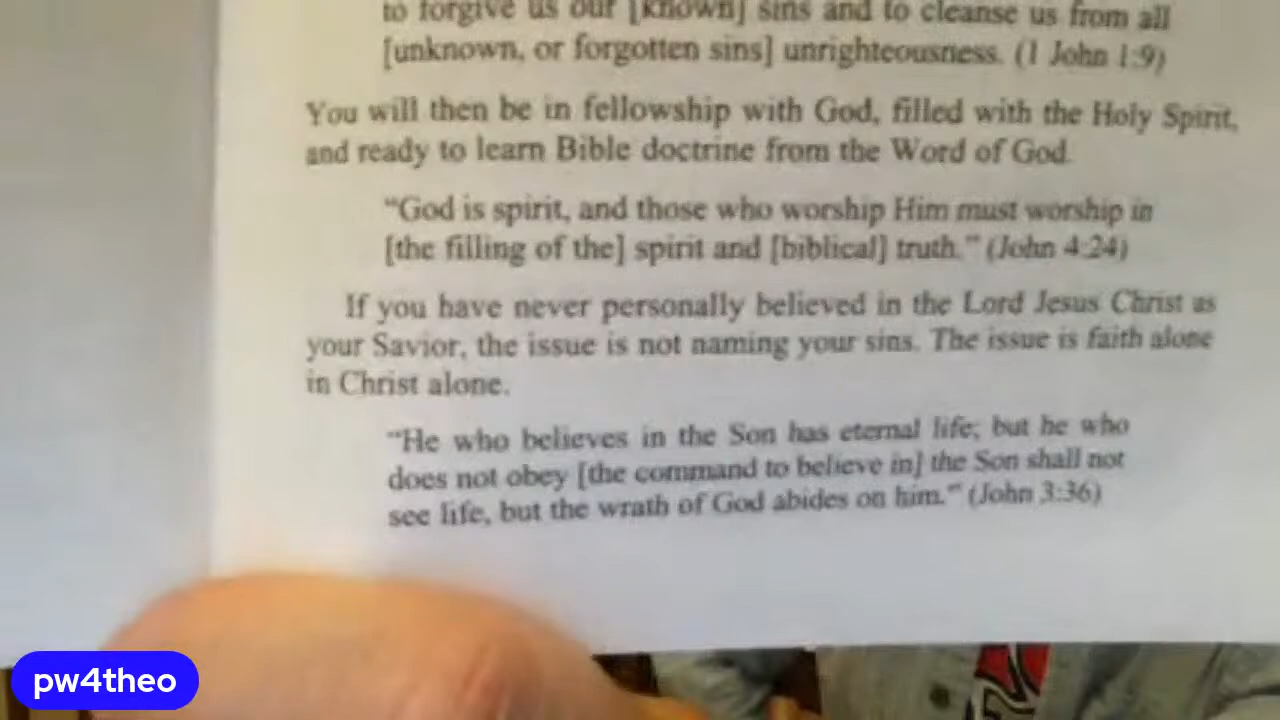 to forgive us our [known] sins and to cleanse us from all
[unknown, or forgotten sins] unrighteousness. (1 John 1:9)
You will then be in fellowship with God, filled with the Holy Spirit,
and ready to learn Bible doctrine from the Word of God.
“God is spirit, and those who worship Him must worship in
[the filling of the] spirit and [biblical] truth.” (John 4:24)
If you have never personally believed in the Lord Jesus Christ as
your Savior, the issue is not naming your sins. The issue is faith alone
in Christ alone.
“He who believes in the Son has eternal life; but he who
does not obey [the command to believe in] the Son shall not
see life, but the wrath of God abides on him.” (John 3:36)
pw4theo